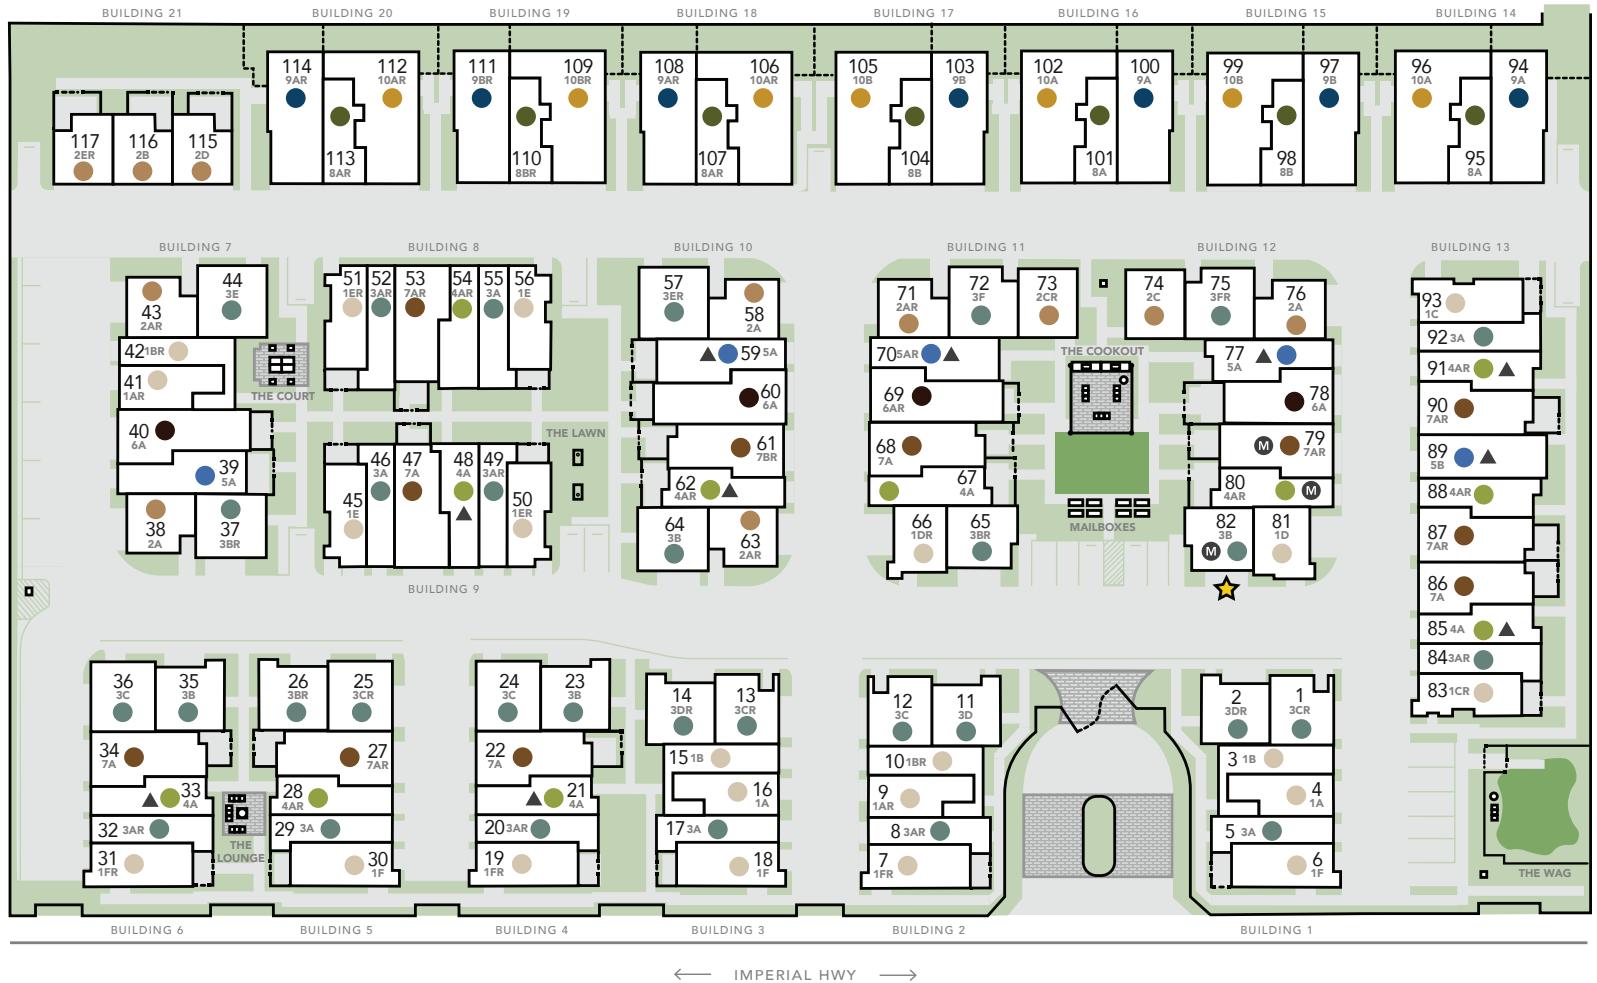 BUILDING 21
BUILDING 20
BUILDING 19
BUILDING 18
BUILDING 17
BUILDING 16
BUILDING 15
BUILDING 14
117
2ER
116
2B
115
2D
114
9AR
112
10AR
113
8AR
111
9BR
109
10BR
110
8BR
108
9AR
106
10AR
107
8AR
105
10B
103
9B
104
8B
102
10A
100
9A
101
8A
99
10B
97
9B
98
8B
96
10A
94
9A
95
8A
BUILDING 7
BUILDING 8
BUILDING 10
BUILDING 11
BUILDING 12
BUILDING 13
43
2AR
44
3E
42 1BR
41
1AR
40
6A
39
5A
38
2A
37
3BR
THE COURT
51
1ER
52
3AR
53
7AR
54
4AR
55
3A
56
1E
45
1E
46
3A
47
7A
48
4A
49
3AR
50
1ER
BUILDING 9
THE LAWN
57
3ER
58
2A
59 5A
60
6A
61
7BR
62
4AR
64
3B
63
2AR
71
2AR
72
3F
73
2CR
70 5AR
69
6AR
68
7A
67
4A
66
1DR
65
3BR
THE COOKOUT
MAILBOXES
74
2C
75
3FR
76
2A
77
5A
78
6A
M
79
7AR
80
4AR
M
82
3B
M
81
1D
93
1C
92 3A
91 4AR
90
7AR
89
5B
88 4AR
87
7AR
86
7A
85 4A
84 3AR
83 1CR
36
3C
35
3B
34
7A
33
4A
32 3AR
31
1FR
THE
LOUNGE
26
3BR
25
3CR
27
7AR
28
4AR
29 3A
30
1F
24
3C
23
3B
22
7A
21
4A
20 3AR
19
1FR
14
3DR
13
3CR
15 1B
16
1A
17 3A
18
1F
12
3C
11
3D
10 1BR
9
1AR
8 3AR
7
1FR
2
3DR
1
3CR
3 1B
4
1A
5 3A
6
1F
THE WAG
BUILDING 6
BUILDING 5
BUILDING 4
BUILDING 3
BUILDING 2
BUILDING 1
IMPERIAL HWY